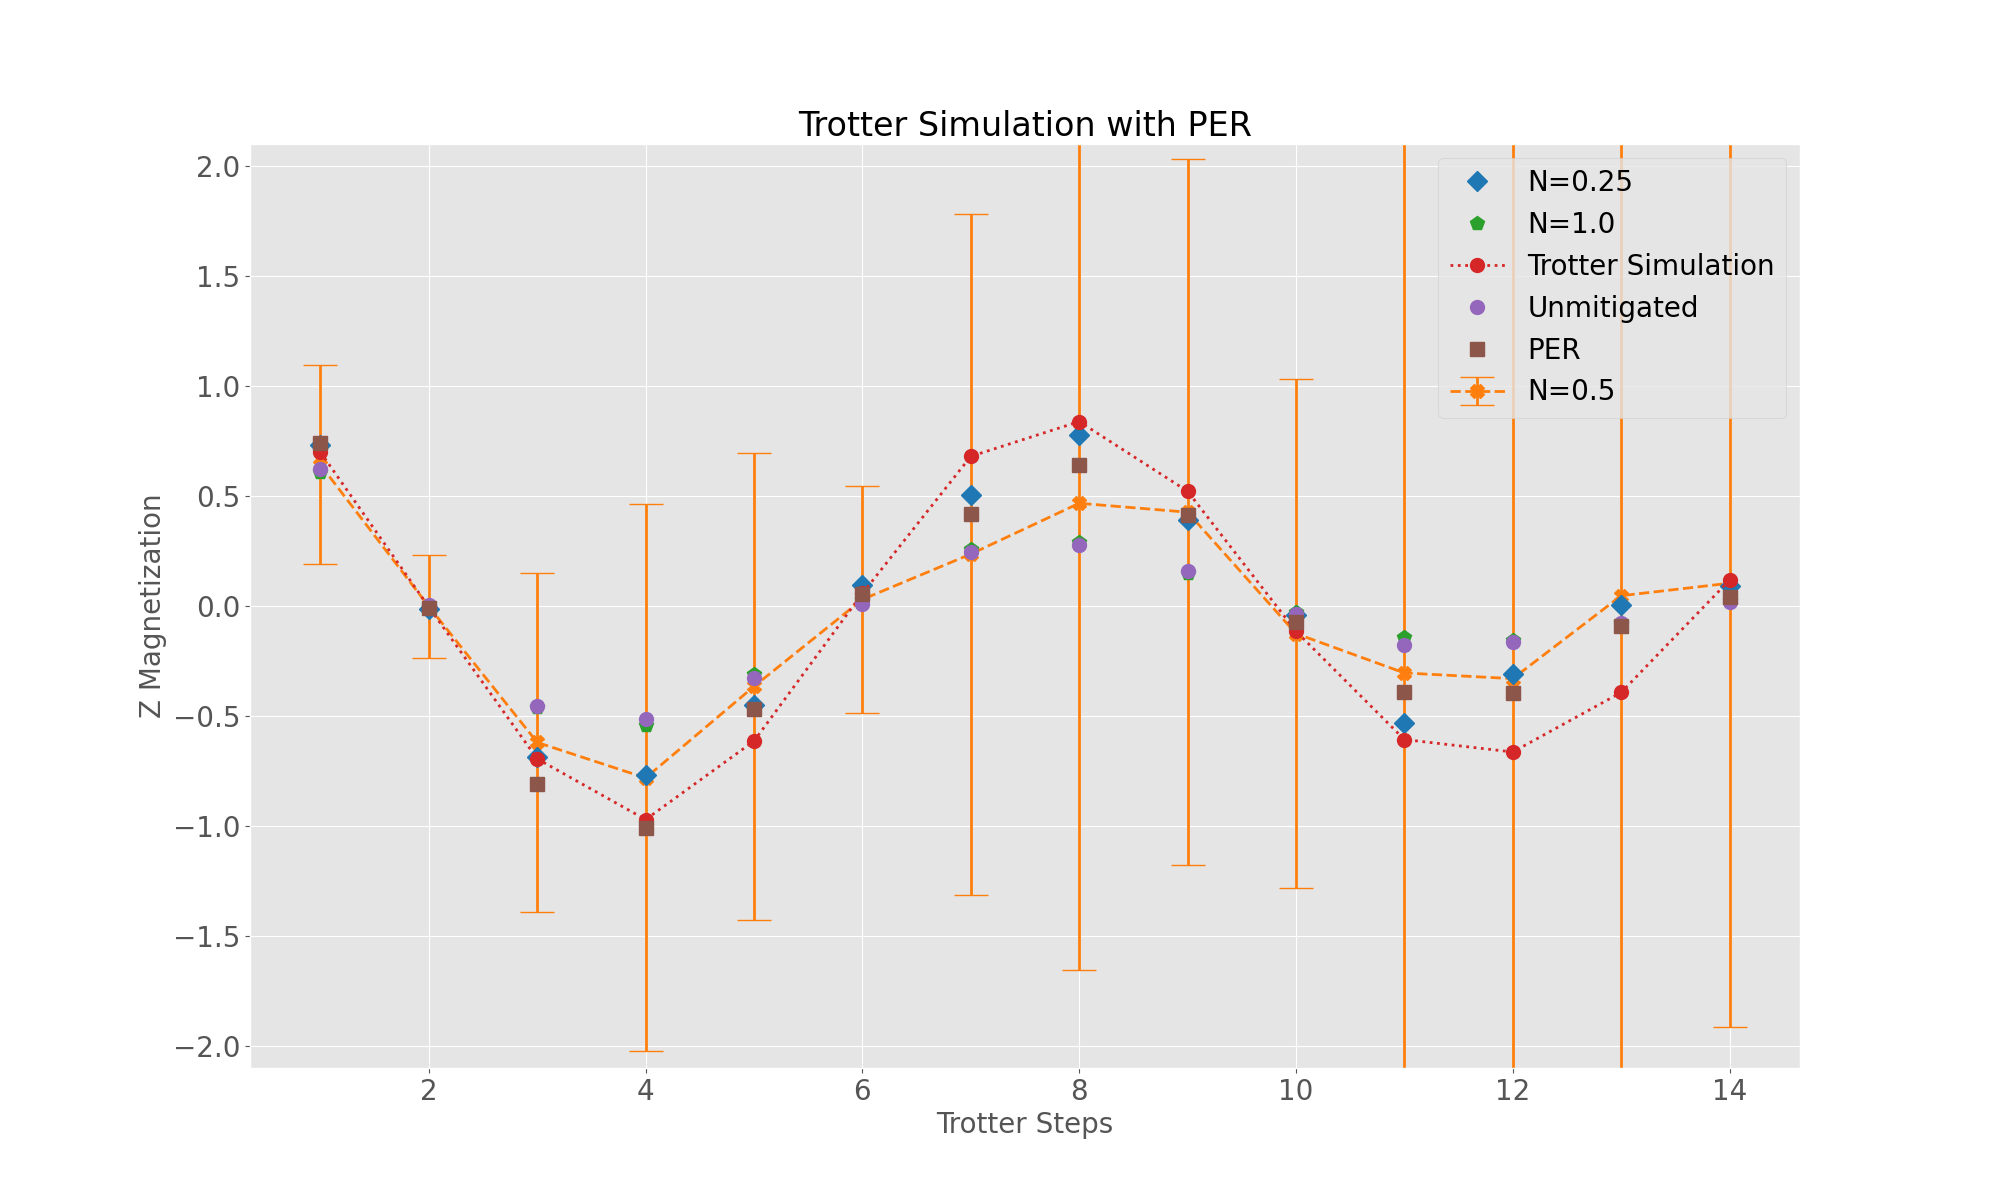 Trotter Simulation with PER
2.0
1.5
1.0
0.5
0.0
−0.5
−1.0
−1.5
−2.0
Z Magnetization
N=0.25
N=1.0
Trotter Simulation
Unmitigated
PER
N=0.5
2 4 6 8 10 12 14
Trotter Steps